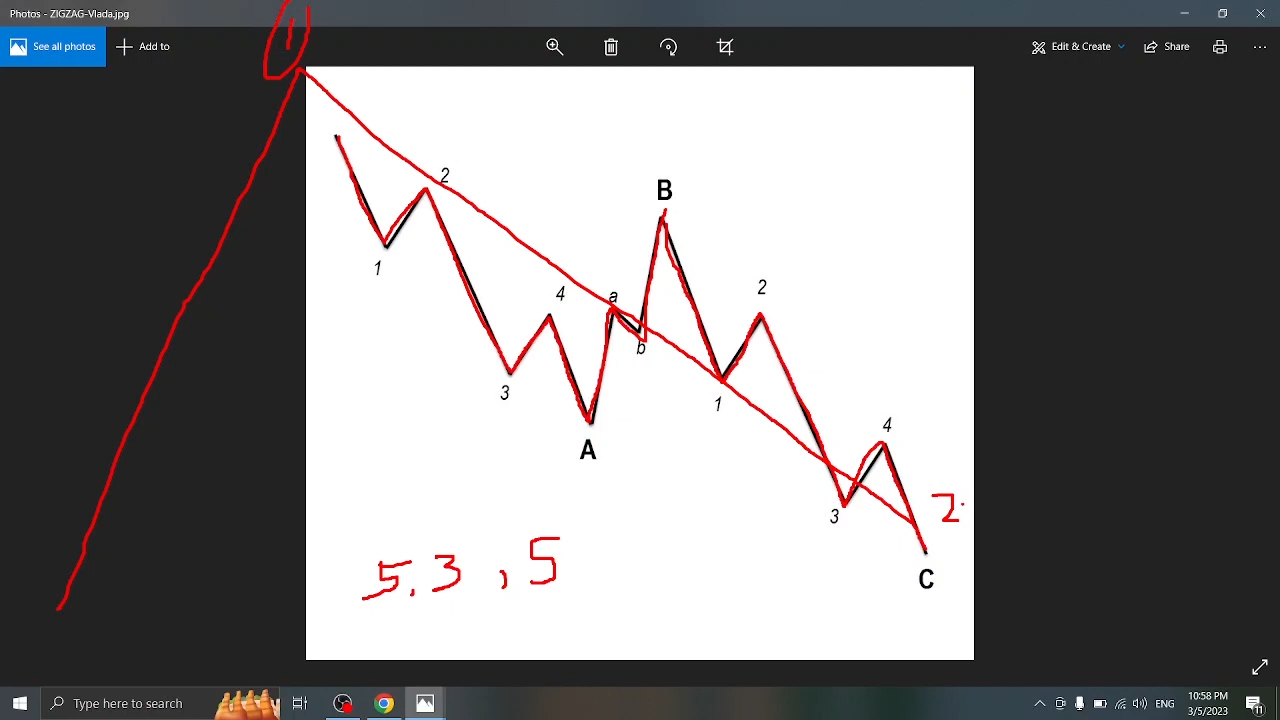 Photos - ZIGZAG-Vlada.jpg
See all photos
Add to
Edit & Create
Share
1
2
B
1
4
a
2
b
3
1
A
4
3
2
5, 3, 5
C
Type here to search
ENG
10:58 PM
3/5/2023